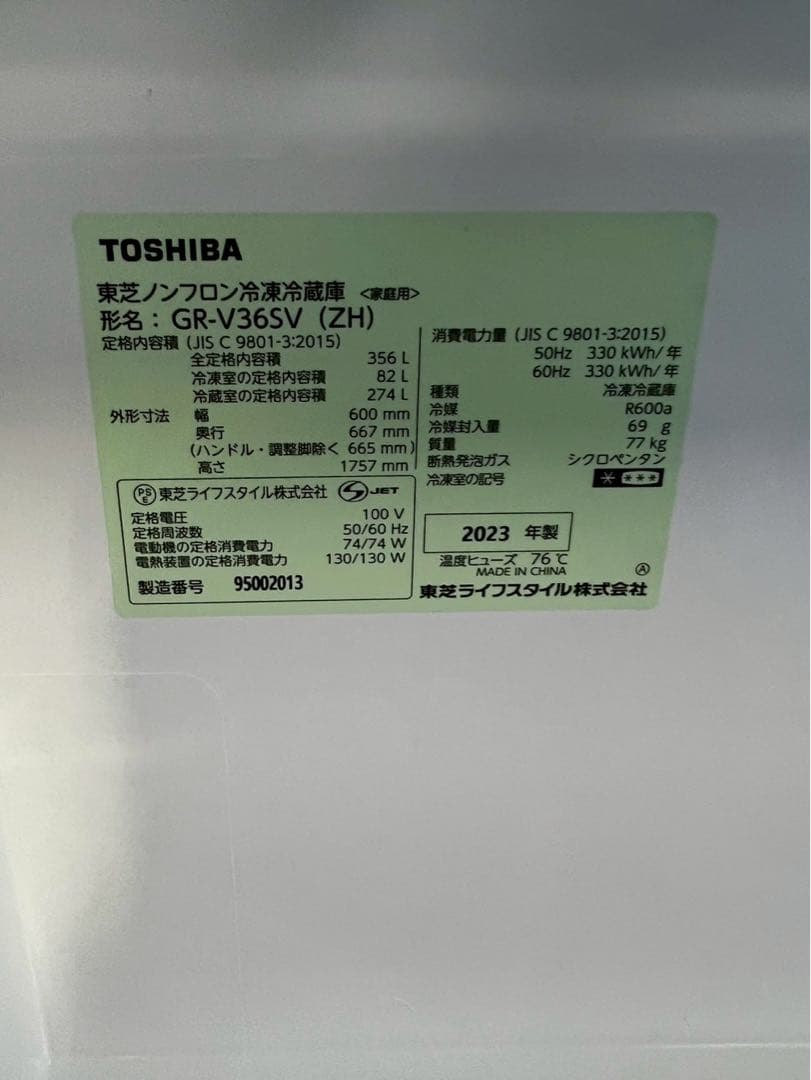 TOSHIBA
東芝ノンフロン冷凍冷蔵庫 <家庭用>
形名： GR-V36SV (ZH)
定格内容積 (JIS C 9801-3:2015)
全定格内容積 356 L
冷凍室の定格内容積 82 L
冷蔵室の定格内容積 274 L
外形寸法 幅 600 mm
奥行 667 mm
(ハンドル・調整脚除く 665 mm)
高さ 1757 mm
消費電力量 (JIS C 9801-3:2015)
50Hz 330 kWh/年
60Hz 330 kWh/年
種類 冷凍冷蔵庫
冷媒 R600a
冷媒封入量 69 g
質量 77 kg
断熱発泡ガス シクロペンタン
冷凍室の記号 * ***
PSE 東芝ライフスタイル株式会社 JET
定格電圧 100 V
定格周波数 50/60 Hz
電動機の定格消費電力 74/74 W
電熱装置の定格消費電力 130/130 W
製造番号 95002013
2023 年製
温度ヒューズ 76℃
MADE IN CHINA Ⓐ
東芝ライフスタイル株式会社